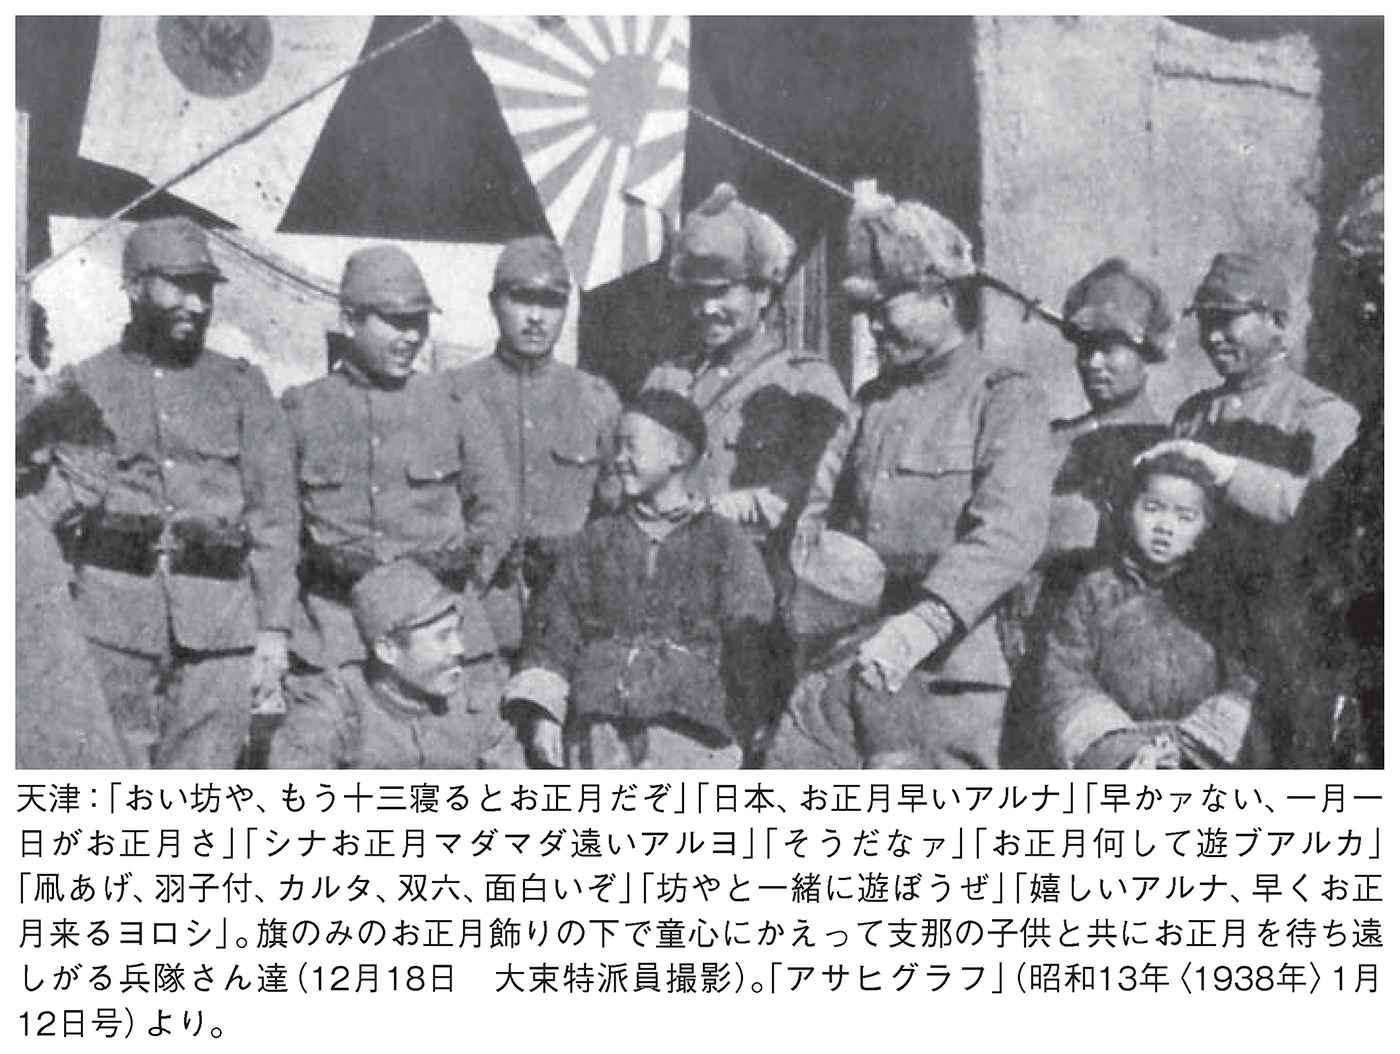 天津：「おい坊や、もう十三寝るとお正月だぞ」「日本、お正月早いアルナ」「早かァない、一月一
日がお正月さ」「シナお正月マダマダ遠いアルヨ」「そうだなァ」「お正月何して遊ブアルカ」
「凧あげ、羽子付、カルタ、双六、面白いぞ」「坊やと一緒に遊ぼうぜ」「嬉しいアルナ、早くお正
月来るヨロシ」。旗のみのお正月飾りの下で童心にかえって支那の子供と共にお正月を待ち遠
しがる兵隊さん達（12月18日　大束特派員撮影）。「アサヒグラフ」（昭和13年〈1938年〉1月
12日号）より。